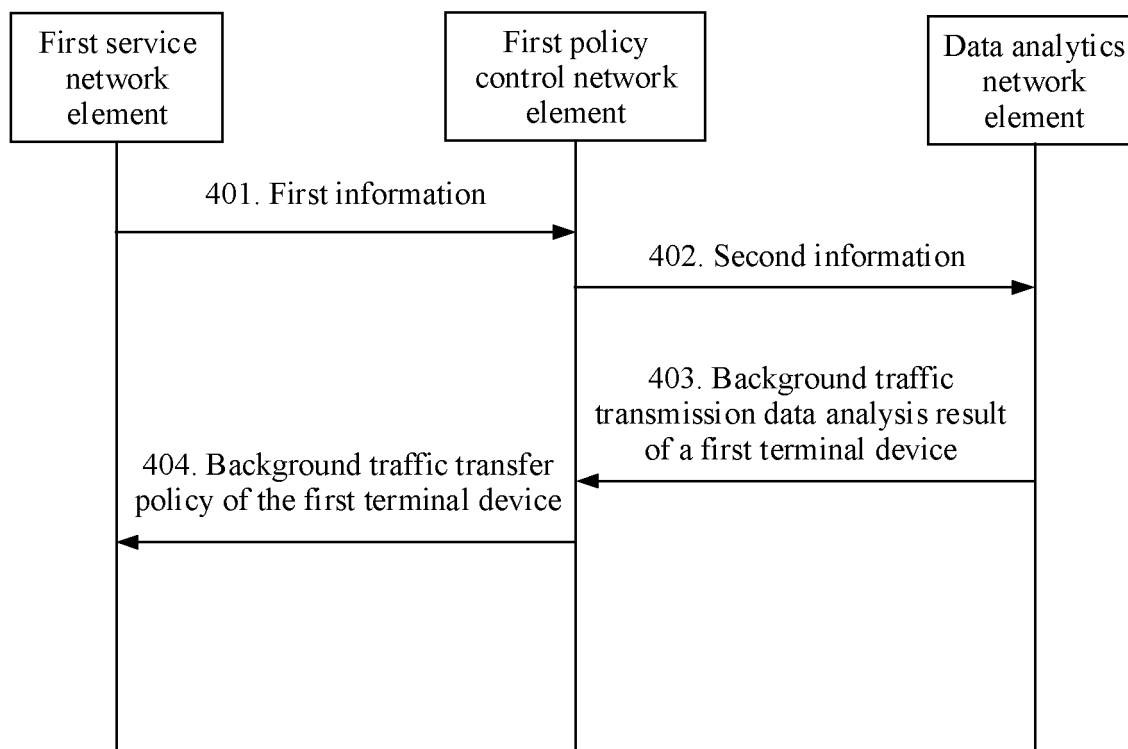 First service
network
element
First policy
control network
element
Data analytics
network
element
401. First information
402. Second information
403. Background traffic
transmission data analysis result
of a first terminal device
404. Background traffic transfer
policy of the first terminal device